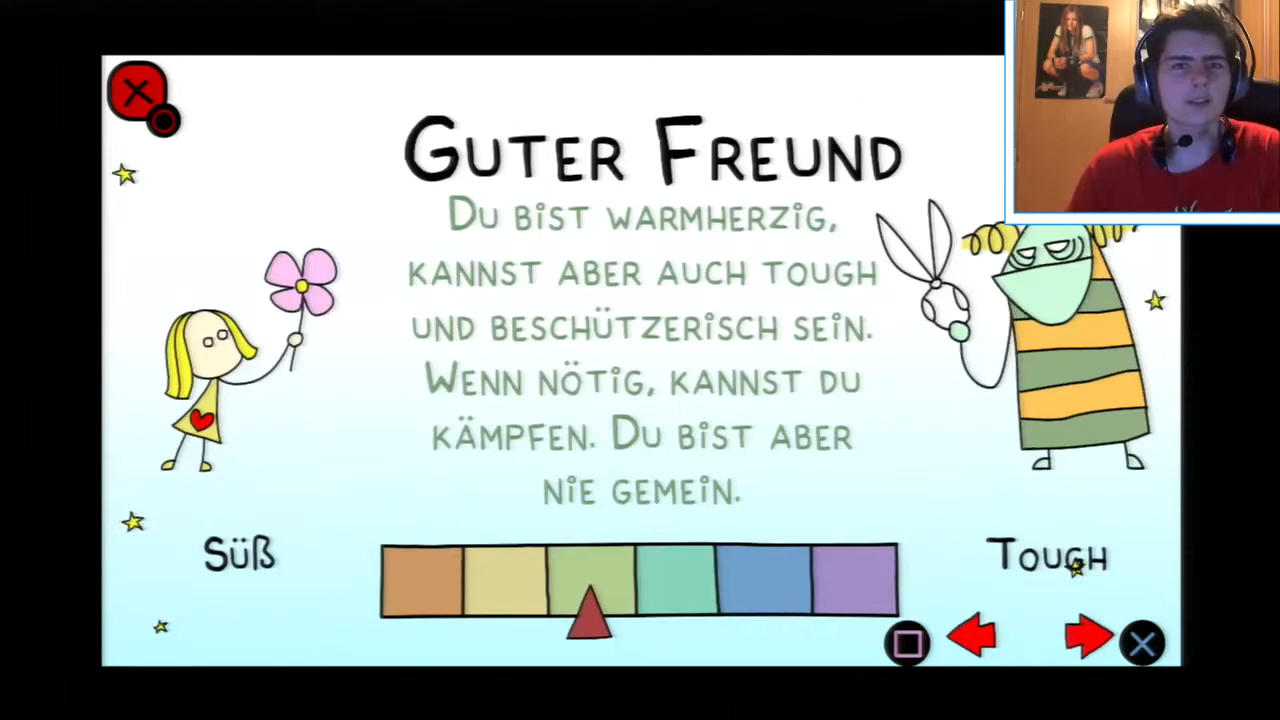 Guter Freund
Du bist warmherzig,
kannst aber auch tough
und beschützerisch sein.
Wenn nötig, kannst du
kämpfen. Du bist aber
nie gemein.
Süß
Tough